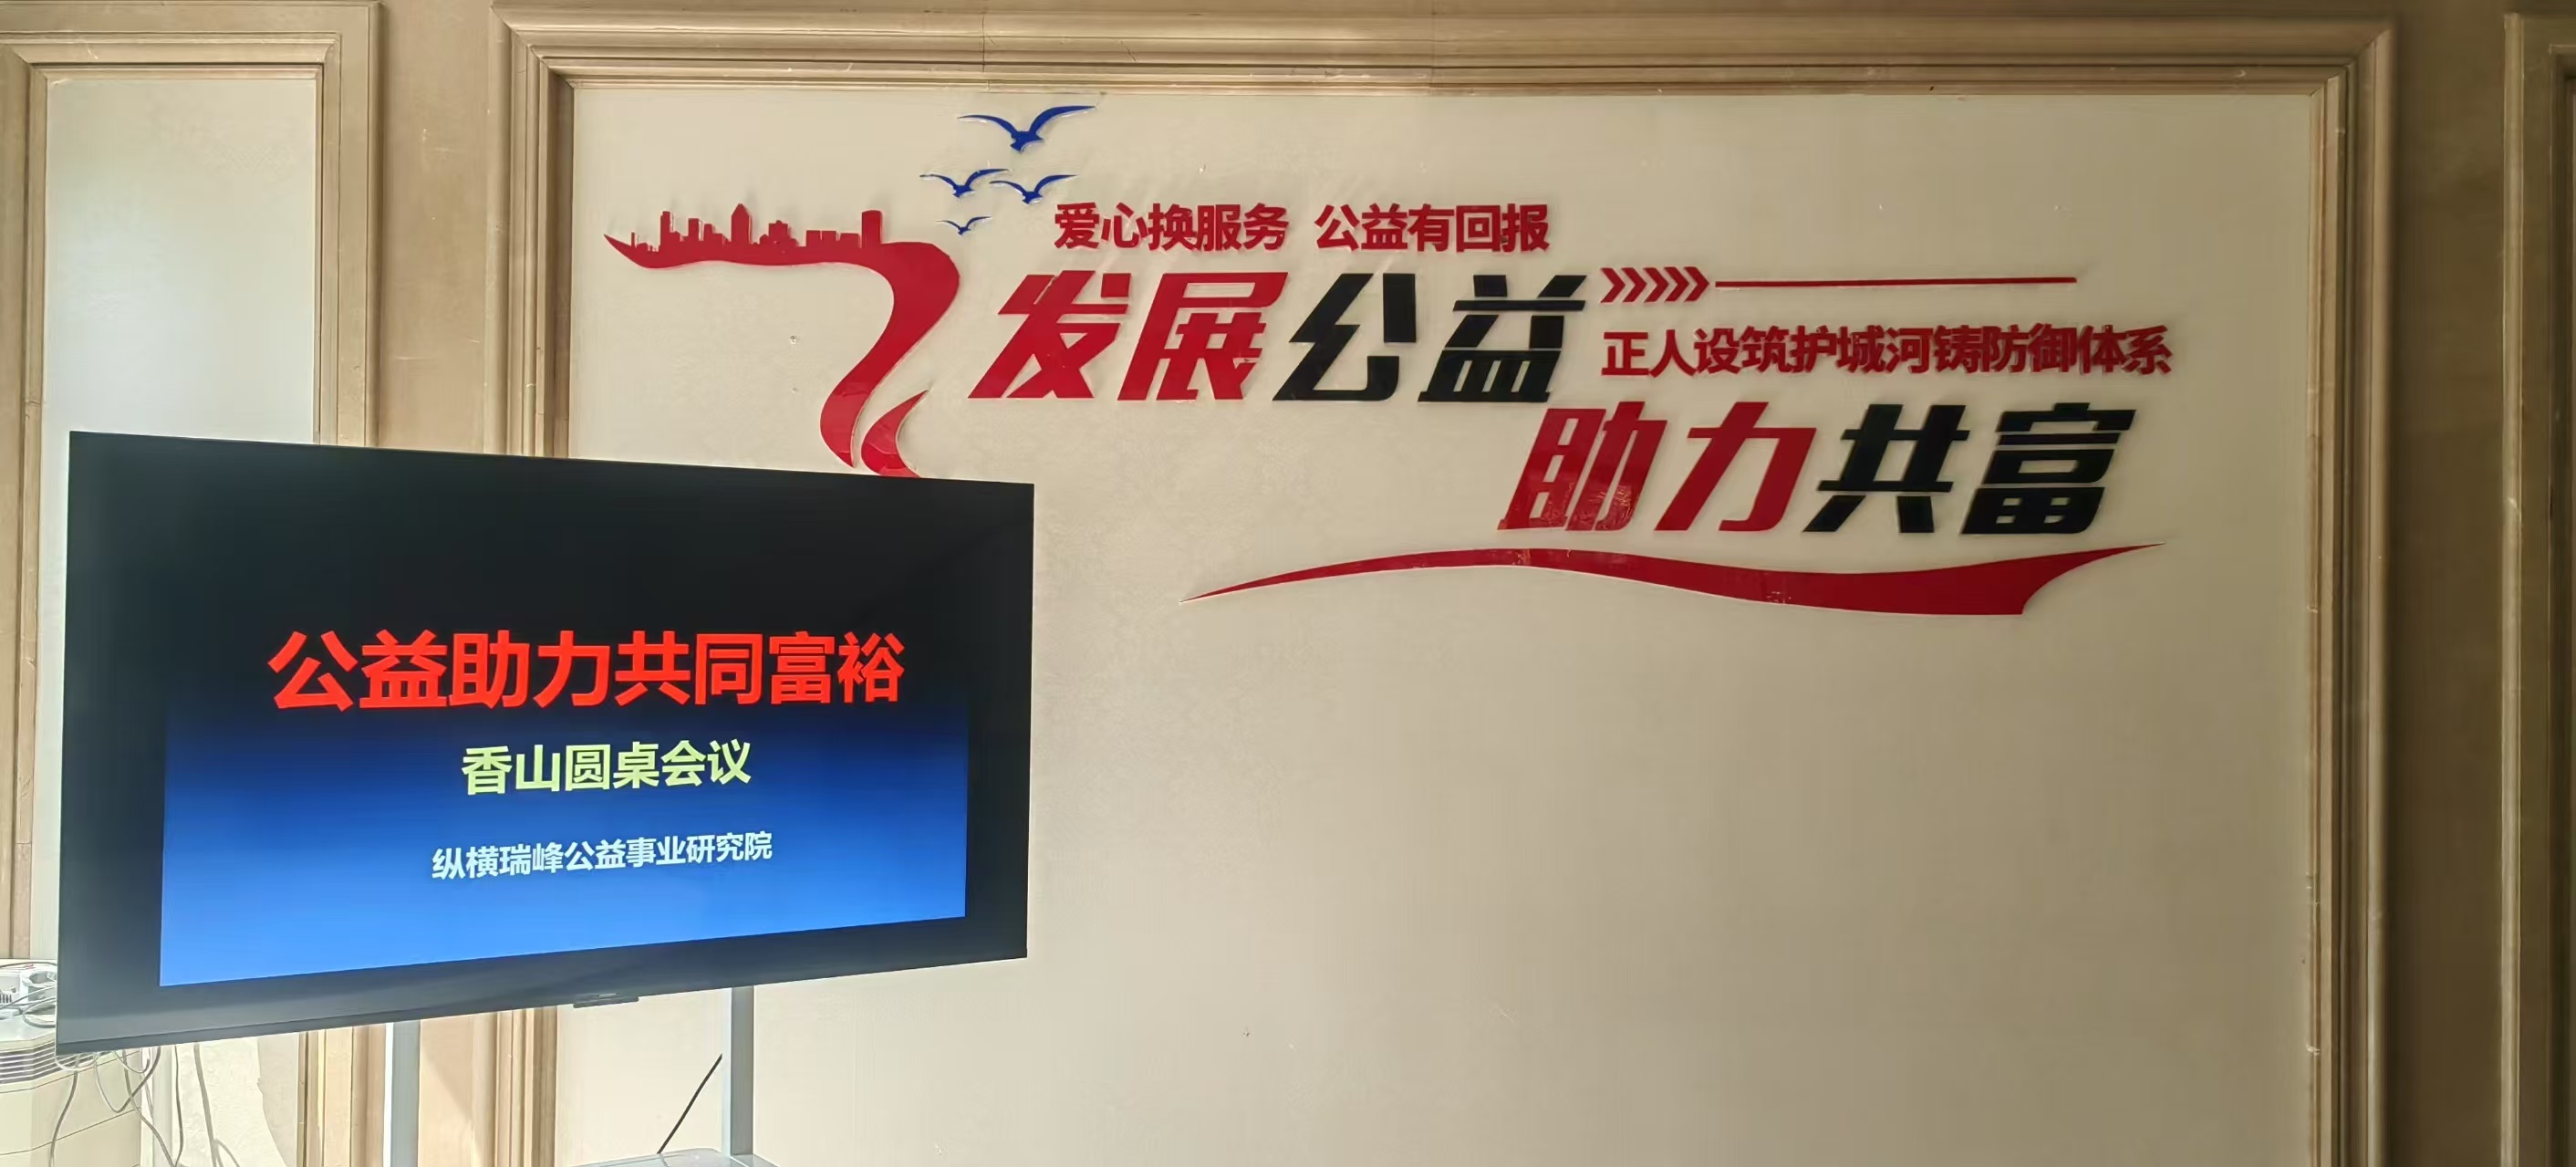 爱心换服务 公益有回报
发展公益
正人设筑护城河铸防御体系
助力共富
公益助力共同富裕
香山圆桌会议
纵横瑞峰公益事业研究院